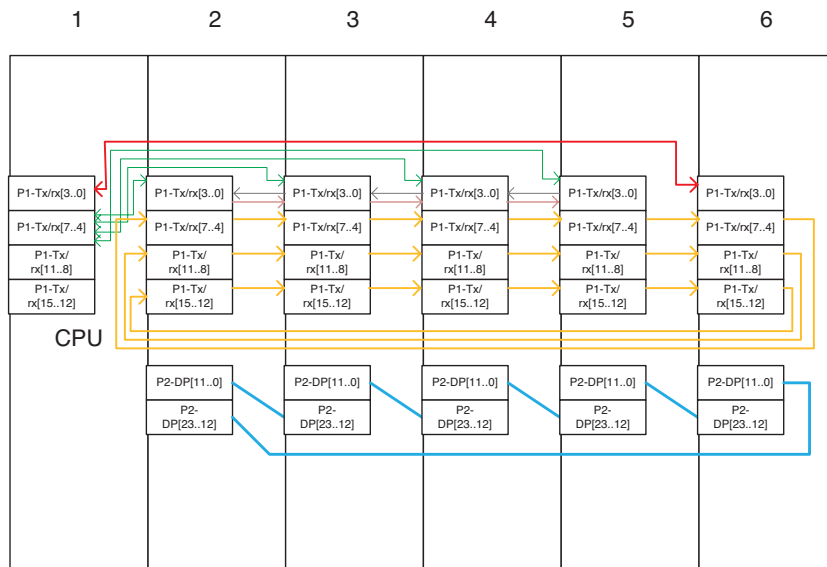 1 2 3 4 5 6
P1-Tx/rx[3..0] P1-Tx/rx[3..0] P1-Tx/rx[3..0] P1-Tx/rx[3..0] P1-Tx/rx[3..0] P1-Tx/rx[3..0]
P1-Tx/rx[7..4] P1-Tx/rx[7..4] P1-Tx/rx[7..4] P1-Tx/rx[7..4] P1-Tx/rx[7..4] P1-Tx/rx[7..4]
P1-Tx/ P1-Tx/ P1-Tx/ P1-Tx/ P1-Tx/ P1-Tx/
rx[11..8] rx[11..8] rx[11..8] rx[11..8] rx[11..8] rx[11..8]
P1-Tx/ P1-Tx/ P1-Tx/ P1-Tx/ P1-Tx/ P1-Tx/
rx[15..12] rx[15..12] rx[15..12] rx[15..12] rx[15..12] rx[15..12]
CPU
P2-DP[11..0] P2-DP[11..0] P2-DP[11..0] P2-DP[11..0] P2-DP[11..0]
P2- P2- P2- P2- P2-
DP[23..12] DP[23..12] DP[23..12] DP[23..12] DP[23..12]